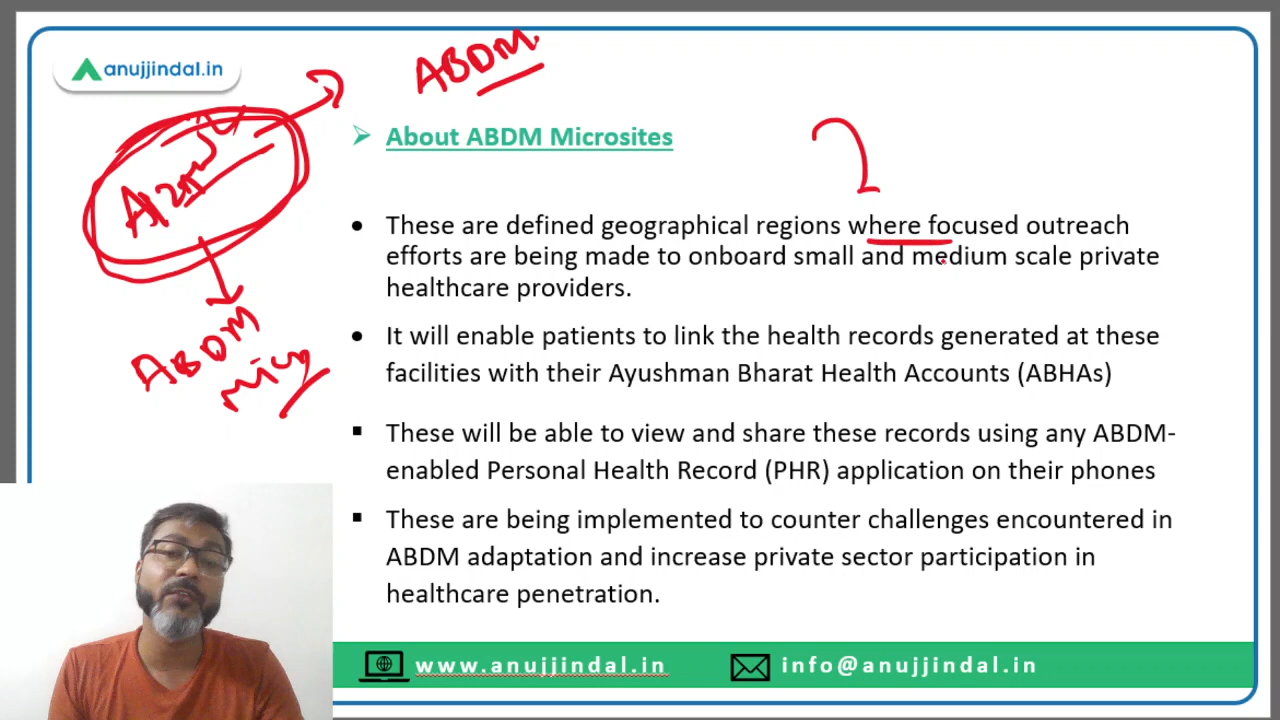 anujjindal.in
ABDM
About ABDM Microsites
2
These are defined geographical regions where focused outreach
efforts are being made to onboard small and medium scale private
healthcare providers.
It will enable patients to link the health records generated at these
facilities with their Ayushman Bharat Health Accounts (ABHAs)
ABDM
These will be able to view and share these records using any ABDM-
enabled Personal Health Record (PHR) application on their phones
These are being implemented to counter challenges encountered in
ABDM adaptation and increase private sector participation in
healthcare penetration.
www.anujjindal.in
info@anujjindal.in